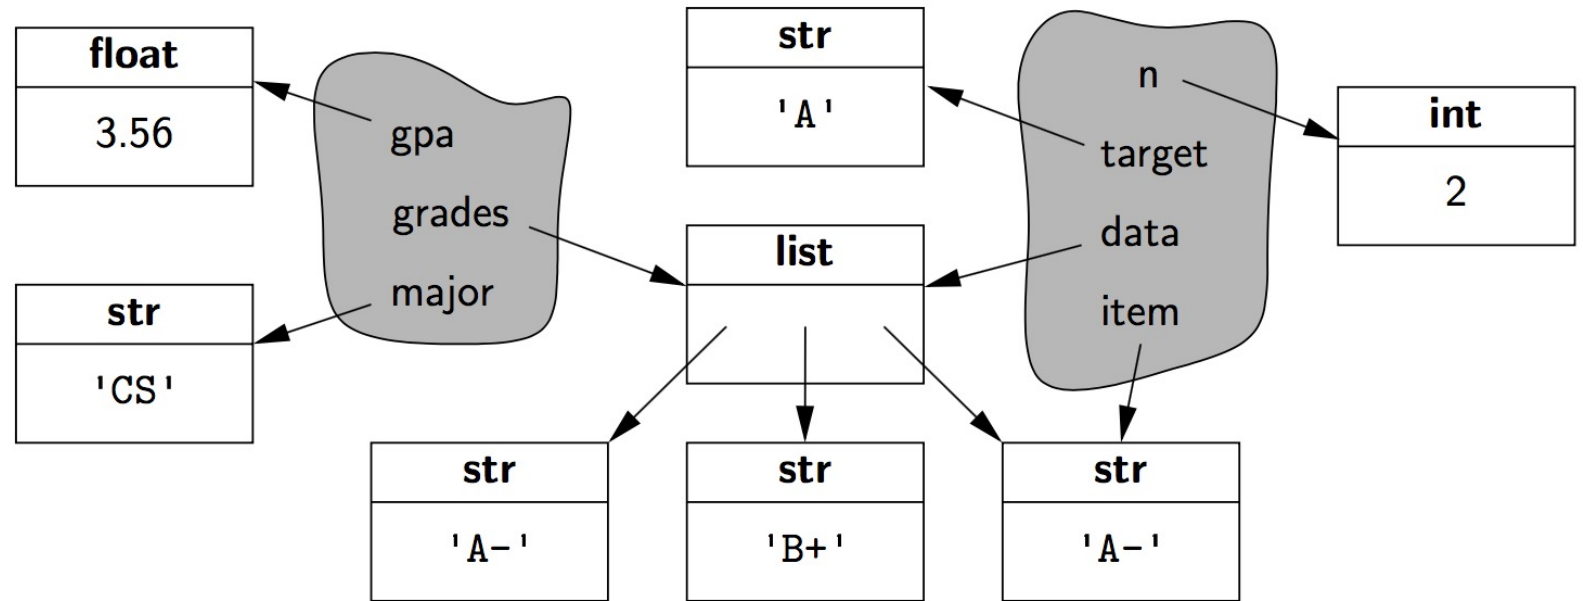 float
3.56
str
'CS'
gpa
grades
major
str
'A'
list
n
target
data
item
int
2
str
'A-'
str
'B+'
str
'A-'